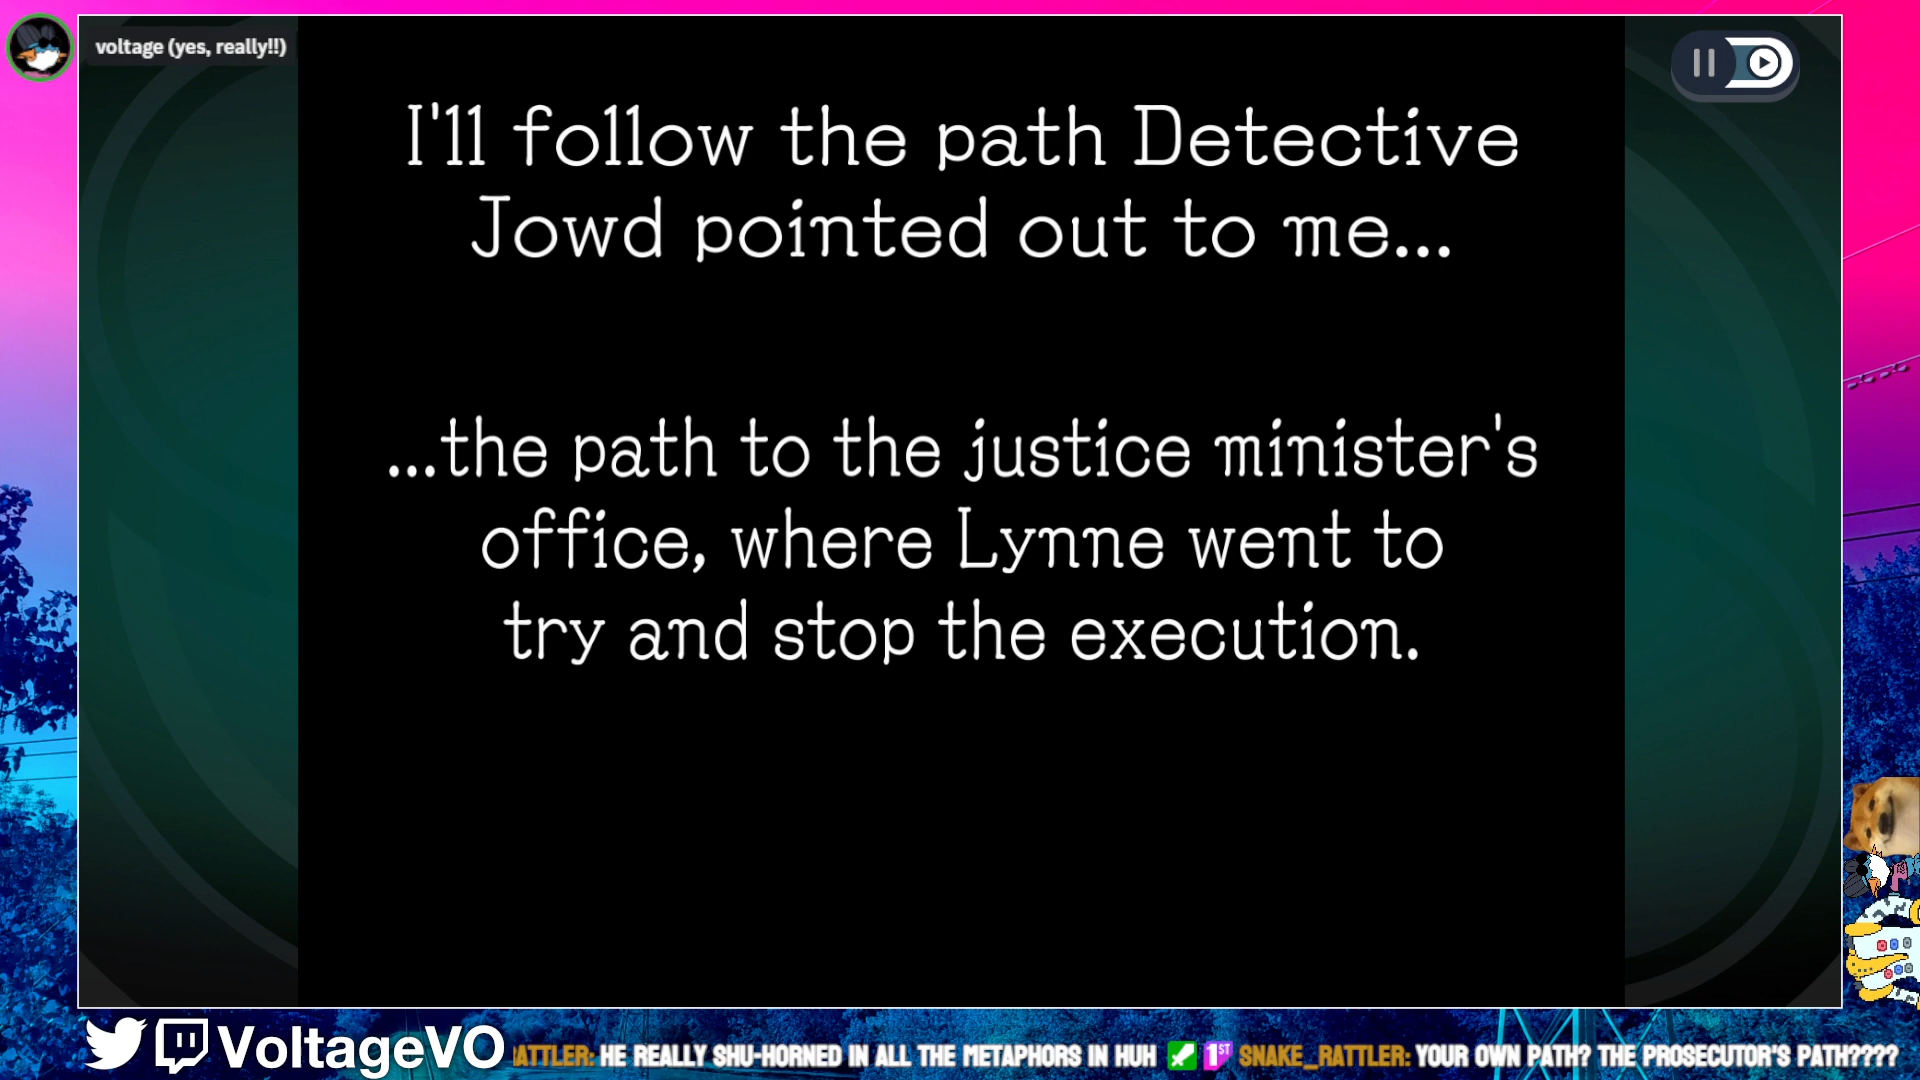 voltage (yes, really!!)
I'll follow the path Detective
Jowd pointed out to me...
...the path to the justice minister's
office, where Lynne went to
try and stop the execution.
VoltageVO
ATTLER: HE REALLY SHU-HORNED IN ALL THE METAPHORS IN HUH 1ST SNAKE_RATTLER: YOUR OWN PATH? THE PROSECUTOR'S PATH????